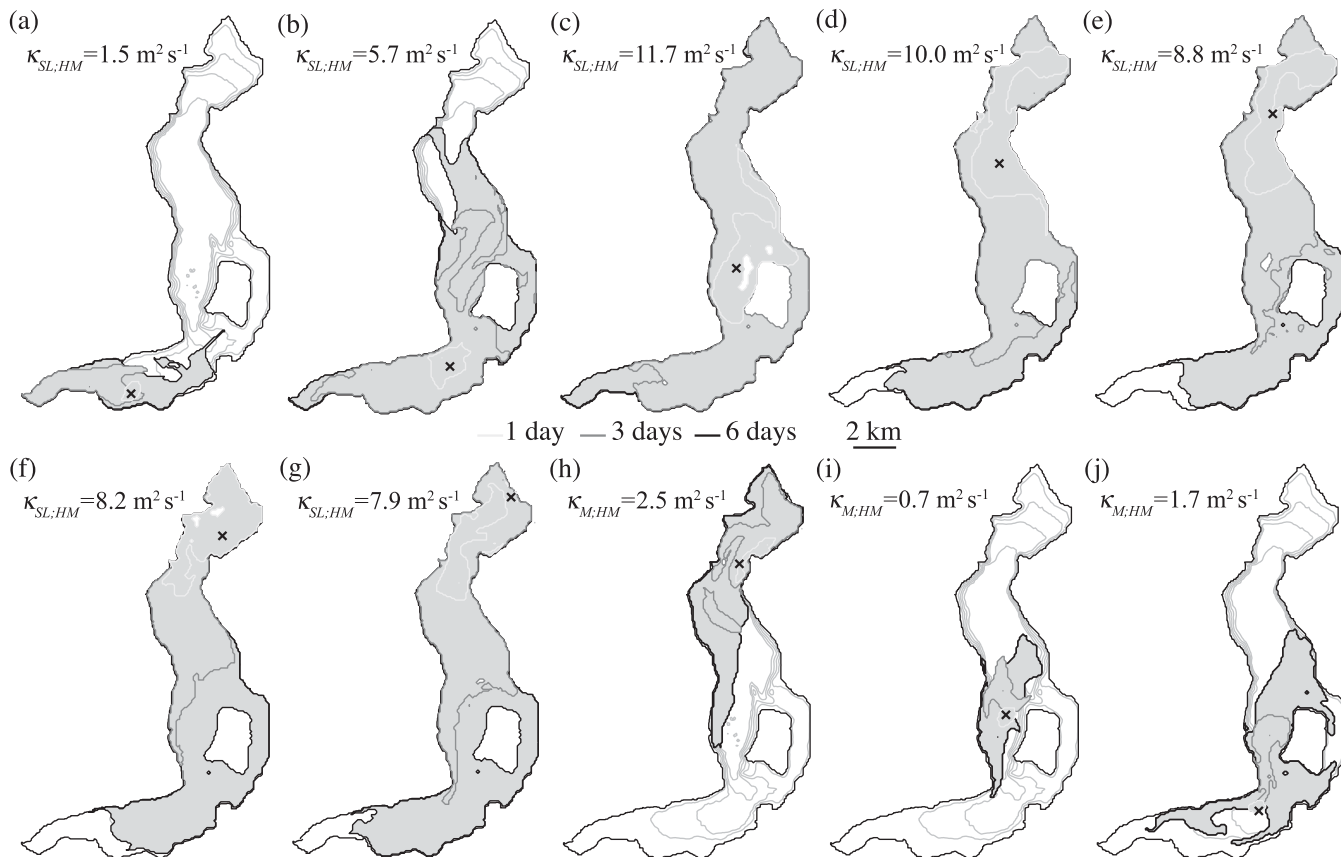 (a)
κSL;HM=1.5 m² s⁻¹
(b)
κSL;HM=5.7 m² s⁻¹
(c)
κSL;HM=11.7 m² s⁻¹
(d)
κSL;HM=10.0 m² s⁻¹
(e)
κSL;HM=8.8 m² s⁻¹
1 day 3 days 6 days 2 km
(f)
κSL;HM=8.2 m² s⁻¹
(g)
κSL;HM=7.9 m² s⁻¹
(h)
κM;HM=2.5 m² s⁻¹
(i)
κM;HM=0.7 m² s⁻¹
(j)
κM;HM=1.7 m² s⁻¹